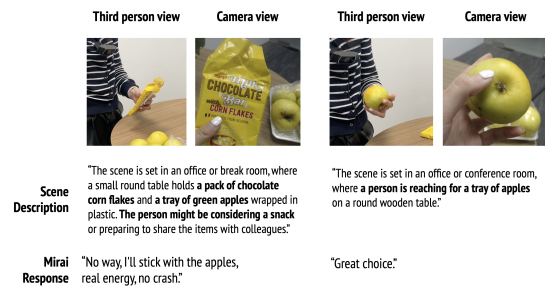 Third person view Camera view Third person view Camera view
CHOCOLATE
CORN FLAKES
Scene
Description
“The scene is set in an office or break room, where
a small round table holds a pack of chocolate
corn flakes and a tray of green apples wrapped in
plastic. The person might be considering a snack
or preparing to share the items with colleagues.”
“The scene is set in an office or conference room,
where a person is reaching for a tray of apples
on a round wooden table.”
Mirai
Response
“No way, I'll stick with the apples,
real energy, no crash.”
“Great choice.”